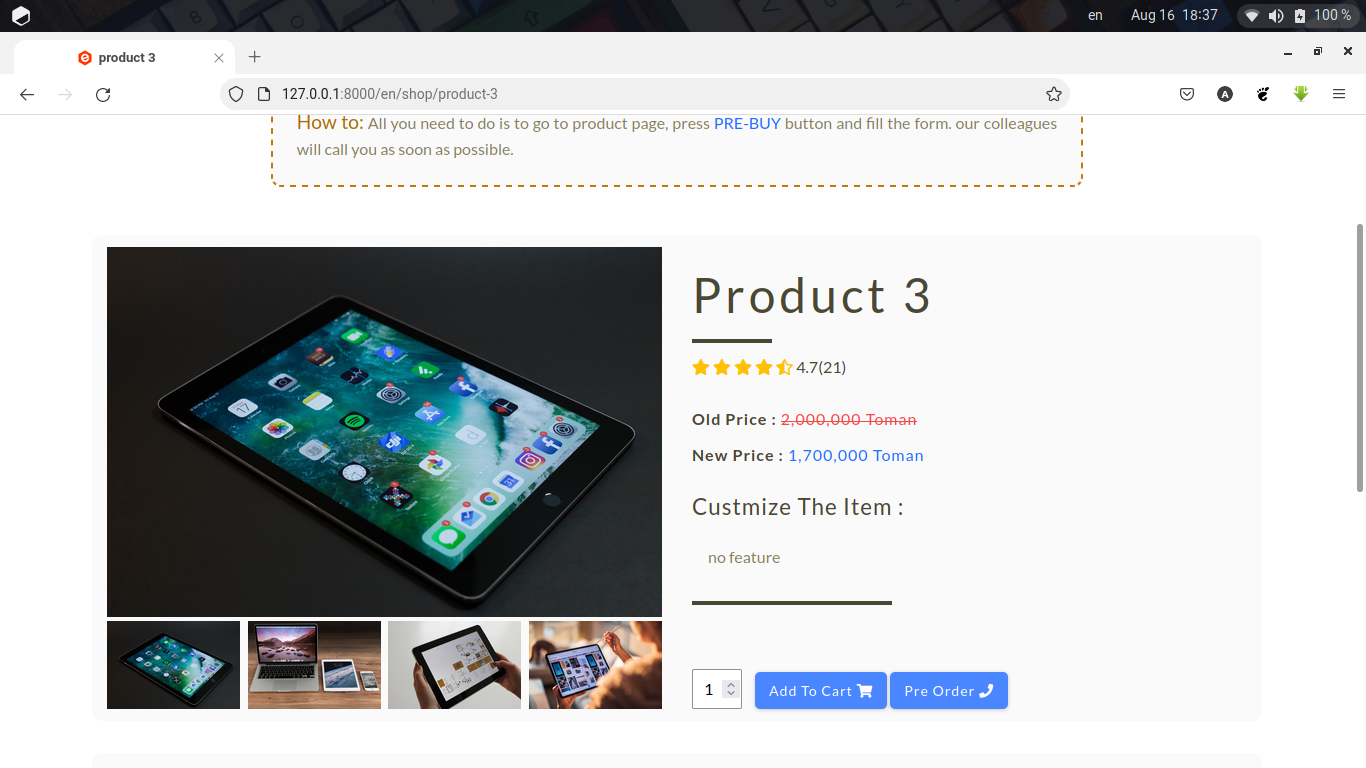 en
Aug 16 18:37
100 %
product 3
127.0.0.1:8000/en/shop/product-3
How to: All you need to do is to go to product page, press PRE-BUY button and fill the form. our colleagues
will call you as soon as possible.
Product 3
4.7(21)
Old Price : 2,000,000 Toman
New Price : 1,700,000 Toman
Custmize The Item :
no feature
1
Add To Cart
Pre Order